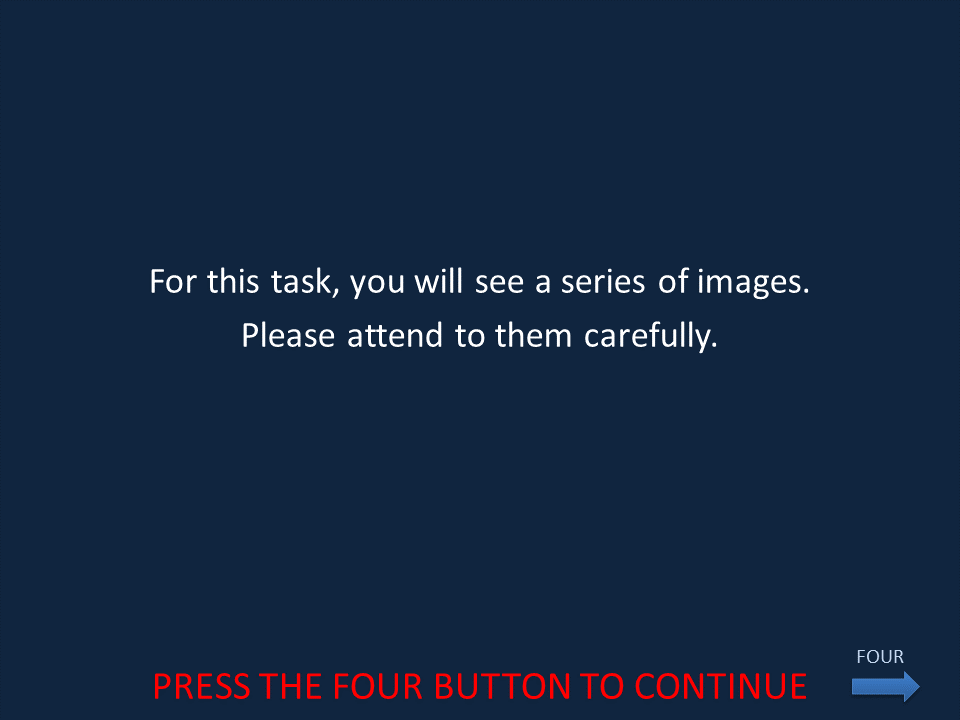 For this task, you will see a series of images.
Please attend to them carefully.
FOUR
PRESS THE FOUR BUTTON TO CONTINUE